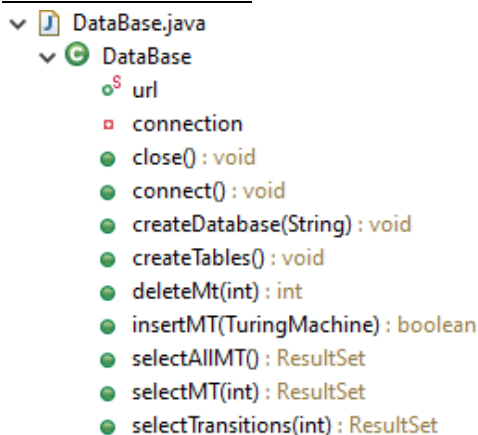 DataBase.java
DataBase
url
connection
close() : void
connect() : void
createDatabase(String) : void
createTables() : void
deleteMt(int) : int
insertMT(TuringMachine) : boolean
selectAllMT() : ResultSet
selectMT(int) : ResultSet
selectTransitions(int) : ResultSet